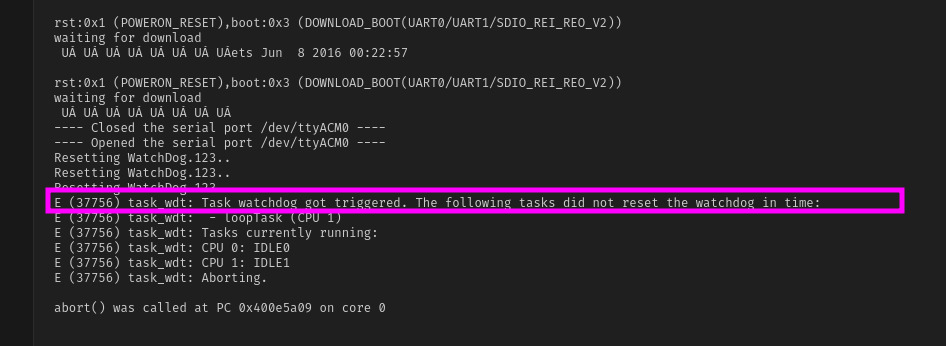 rst:0x1 (POWERON_RESET),boot:0x3 (DOWNLOAD_BOOT(UART0/UART1/SDIO_REI_REO_V2))
waiting for download
UÁ UÁ UÁ UÁ UÁ UÁ UÁ UÁets Jun  8 2016 00:22:57
rst:0x1 (POWERON_RESET),boot:0x3 (DOWNLOAD_BOOT(UART0/UART1/SDIO_REI_REO_V2))
waiting for download
UÁ UÁ UÁ UÁ UÁ UÁ UÁ UÁ
---- Closed the serial port /dev/ttyACM0 ----
---- Opened the serial port /dev/ttyACM0 ----
Resetting WatchDog.123..
Resetting WatchDog.123..
Resetting WatchDog.123..
E (37756) task_wdt: Task watchdog got triggered. The following tasks did not reset the watchdog in time:
E (37756) task_wdt:  - loopTask (CPU 1)
E (37756) task_wdt: Tasks currently running:
E (37756) task_wdt: CPU 0: IDLE0
E (37756) task_wdt: CPU 1: IDLE1
E (37756) task_wdt: Aborting.
abort() was called at PC 0x400e5a09 on core 0